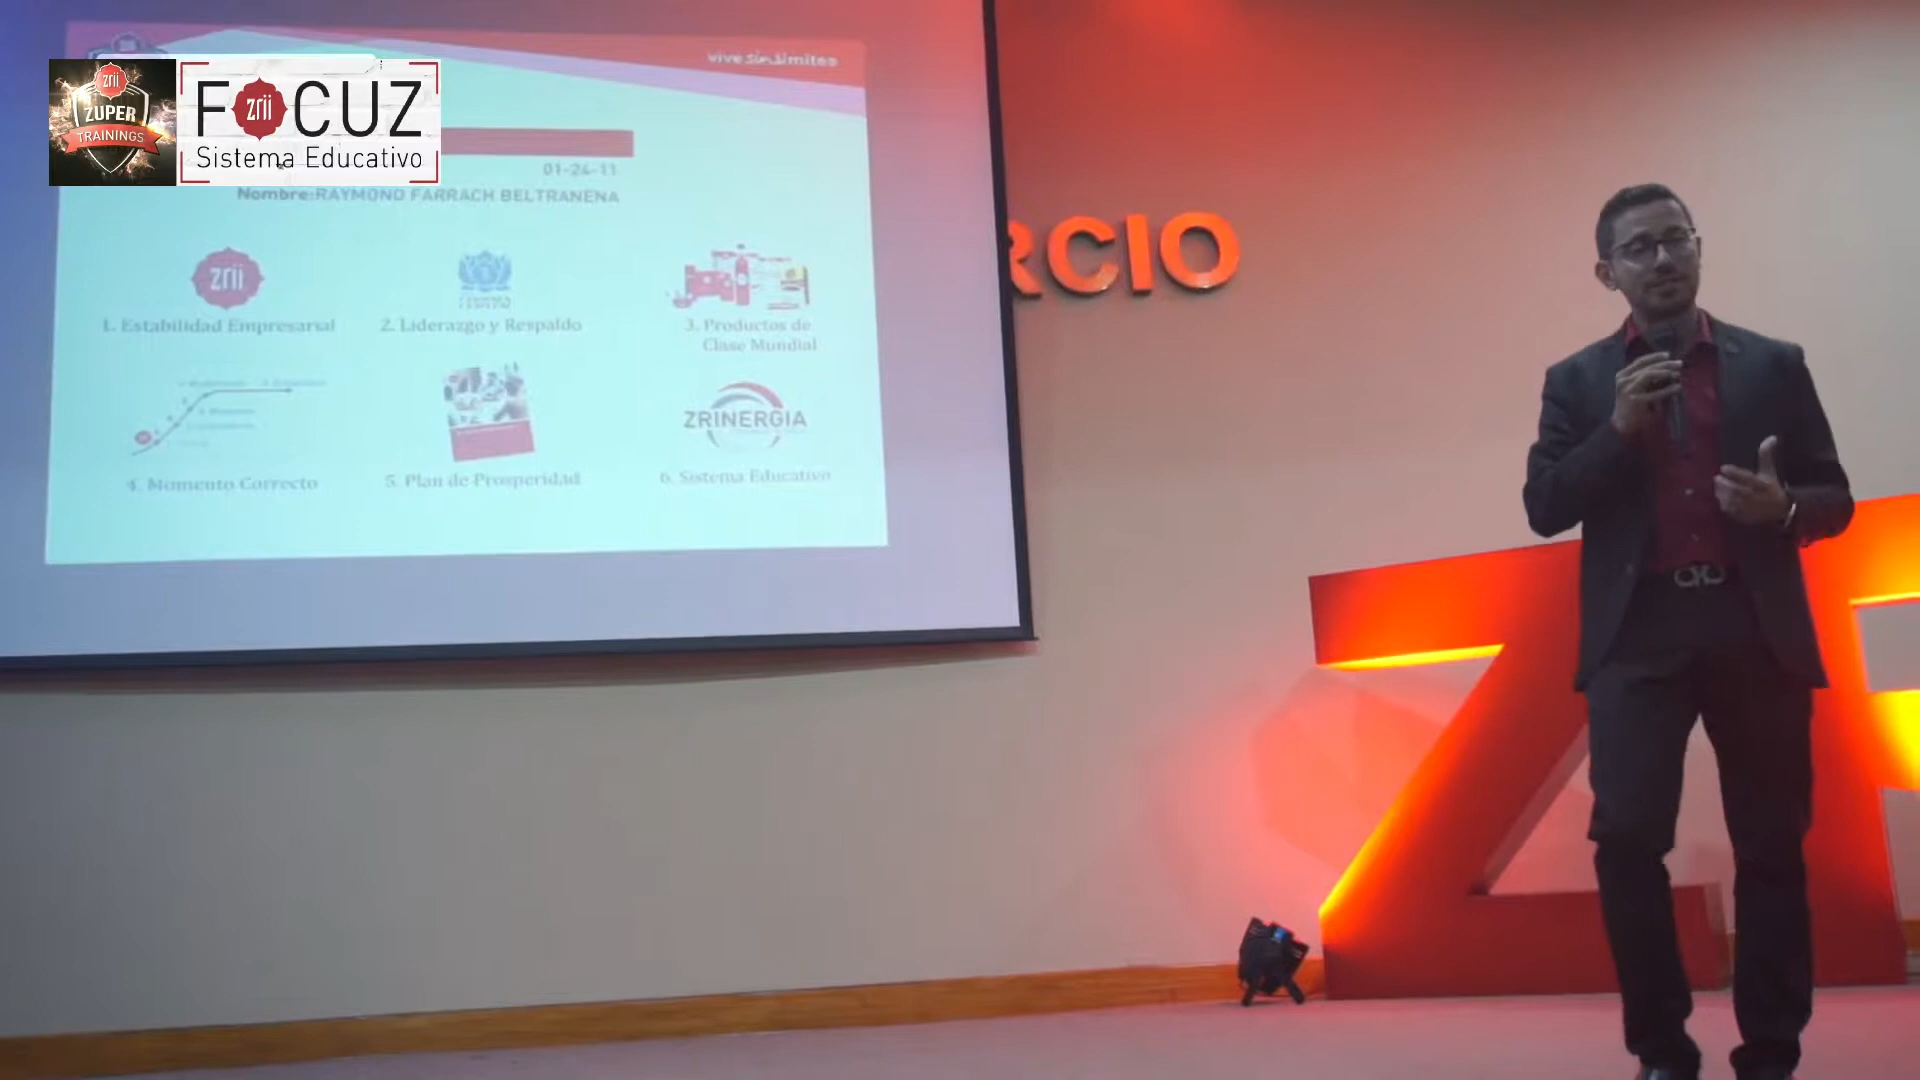 vive sin límites
zrii
ZUPER
TRAININGS
FOCUZ
zrii
Sistema Educativo
01-24-11
Nombre:RAYMOND FARRACH BELTRANENA
zrii
1. Estabilidad Empresarial
2. Liderazgo y Respaldo
3. Productos de
Clase Mundial
ZRINERGIA
4. Momento Correcto
5. Plan de Prosperidad
6. Sistema Educativo
RCIO
ZR